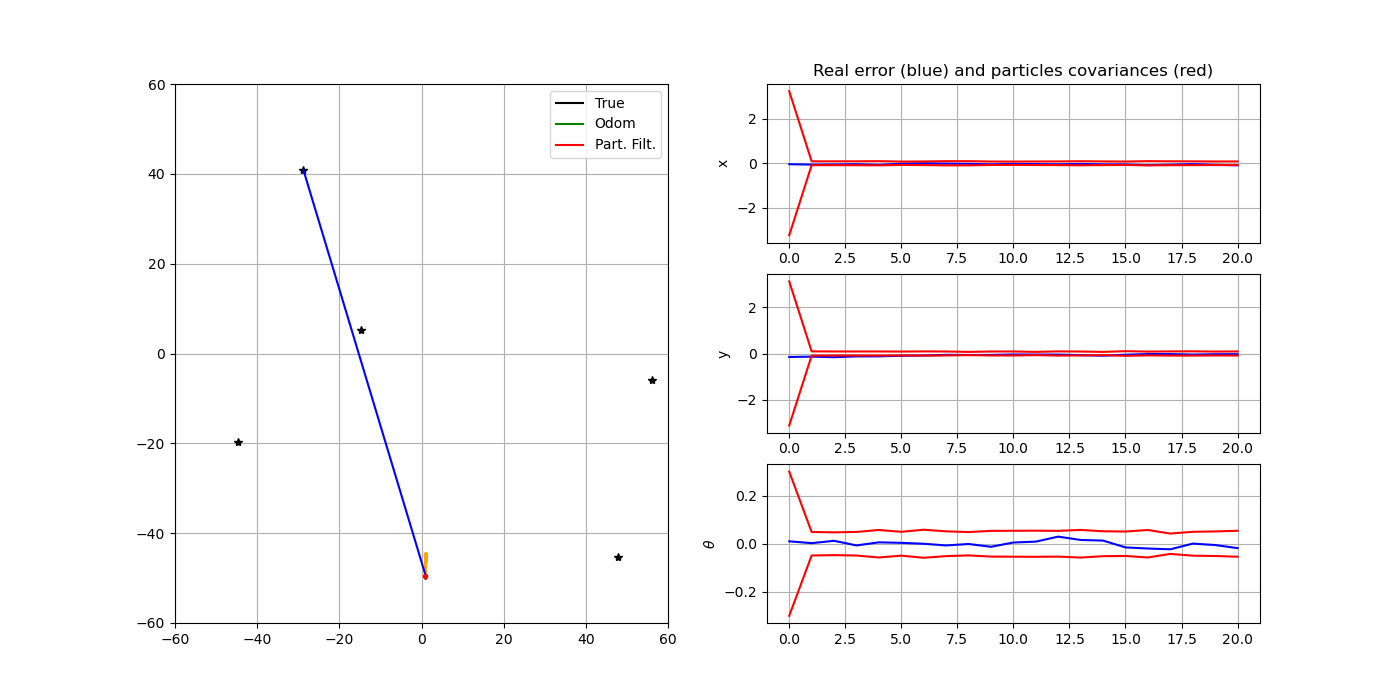 Real error (blue) and particles covariances (red)
60
40
20
0
−20
−40
−60
−60 −40 −20 0 20 40 60
True
Odom
Part. Filt.
x
2
0
−2
0.0 2.5 5.0 7.5 10.0 12.5 15.0 17.5 20.0
y
2
0
−2
0.0 2.5 5.0 7.5 10.0 12.5 15.0 17.5 20.0
θ
0.2
0.0
−0.2
0.0 2.5 5.0 7.5 10.0 12.5 15.0 17.5 20.0